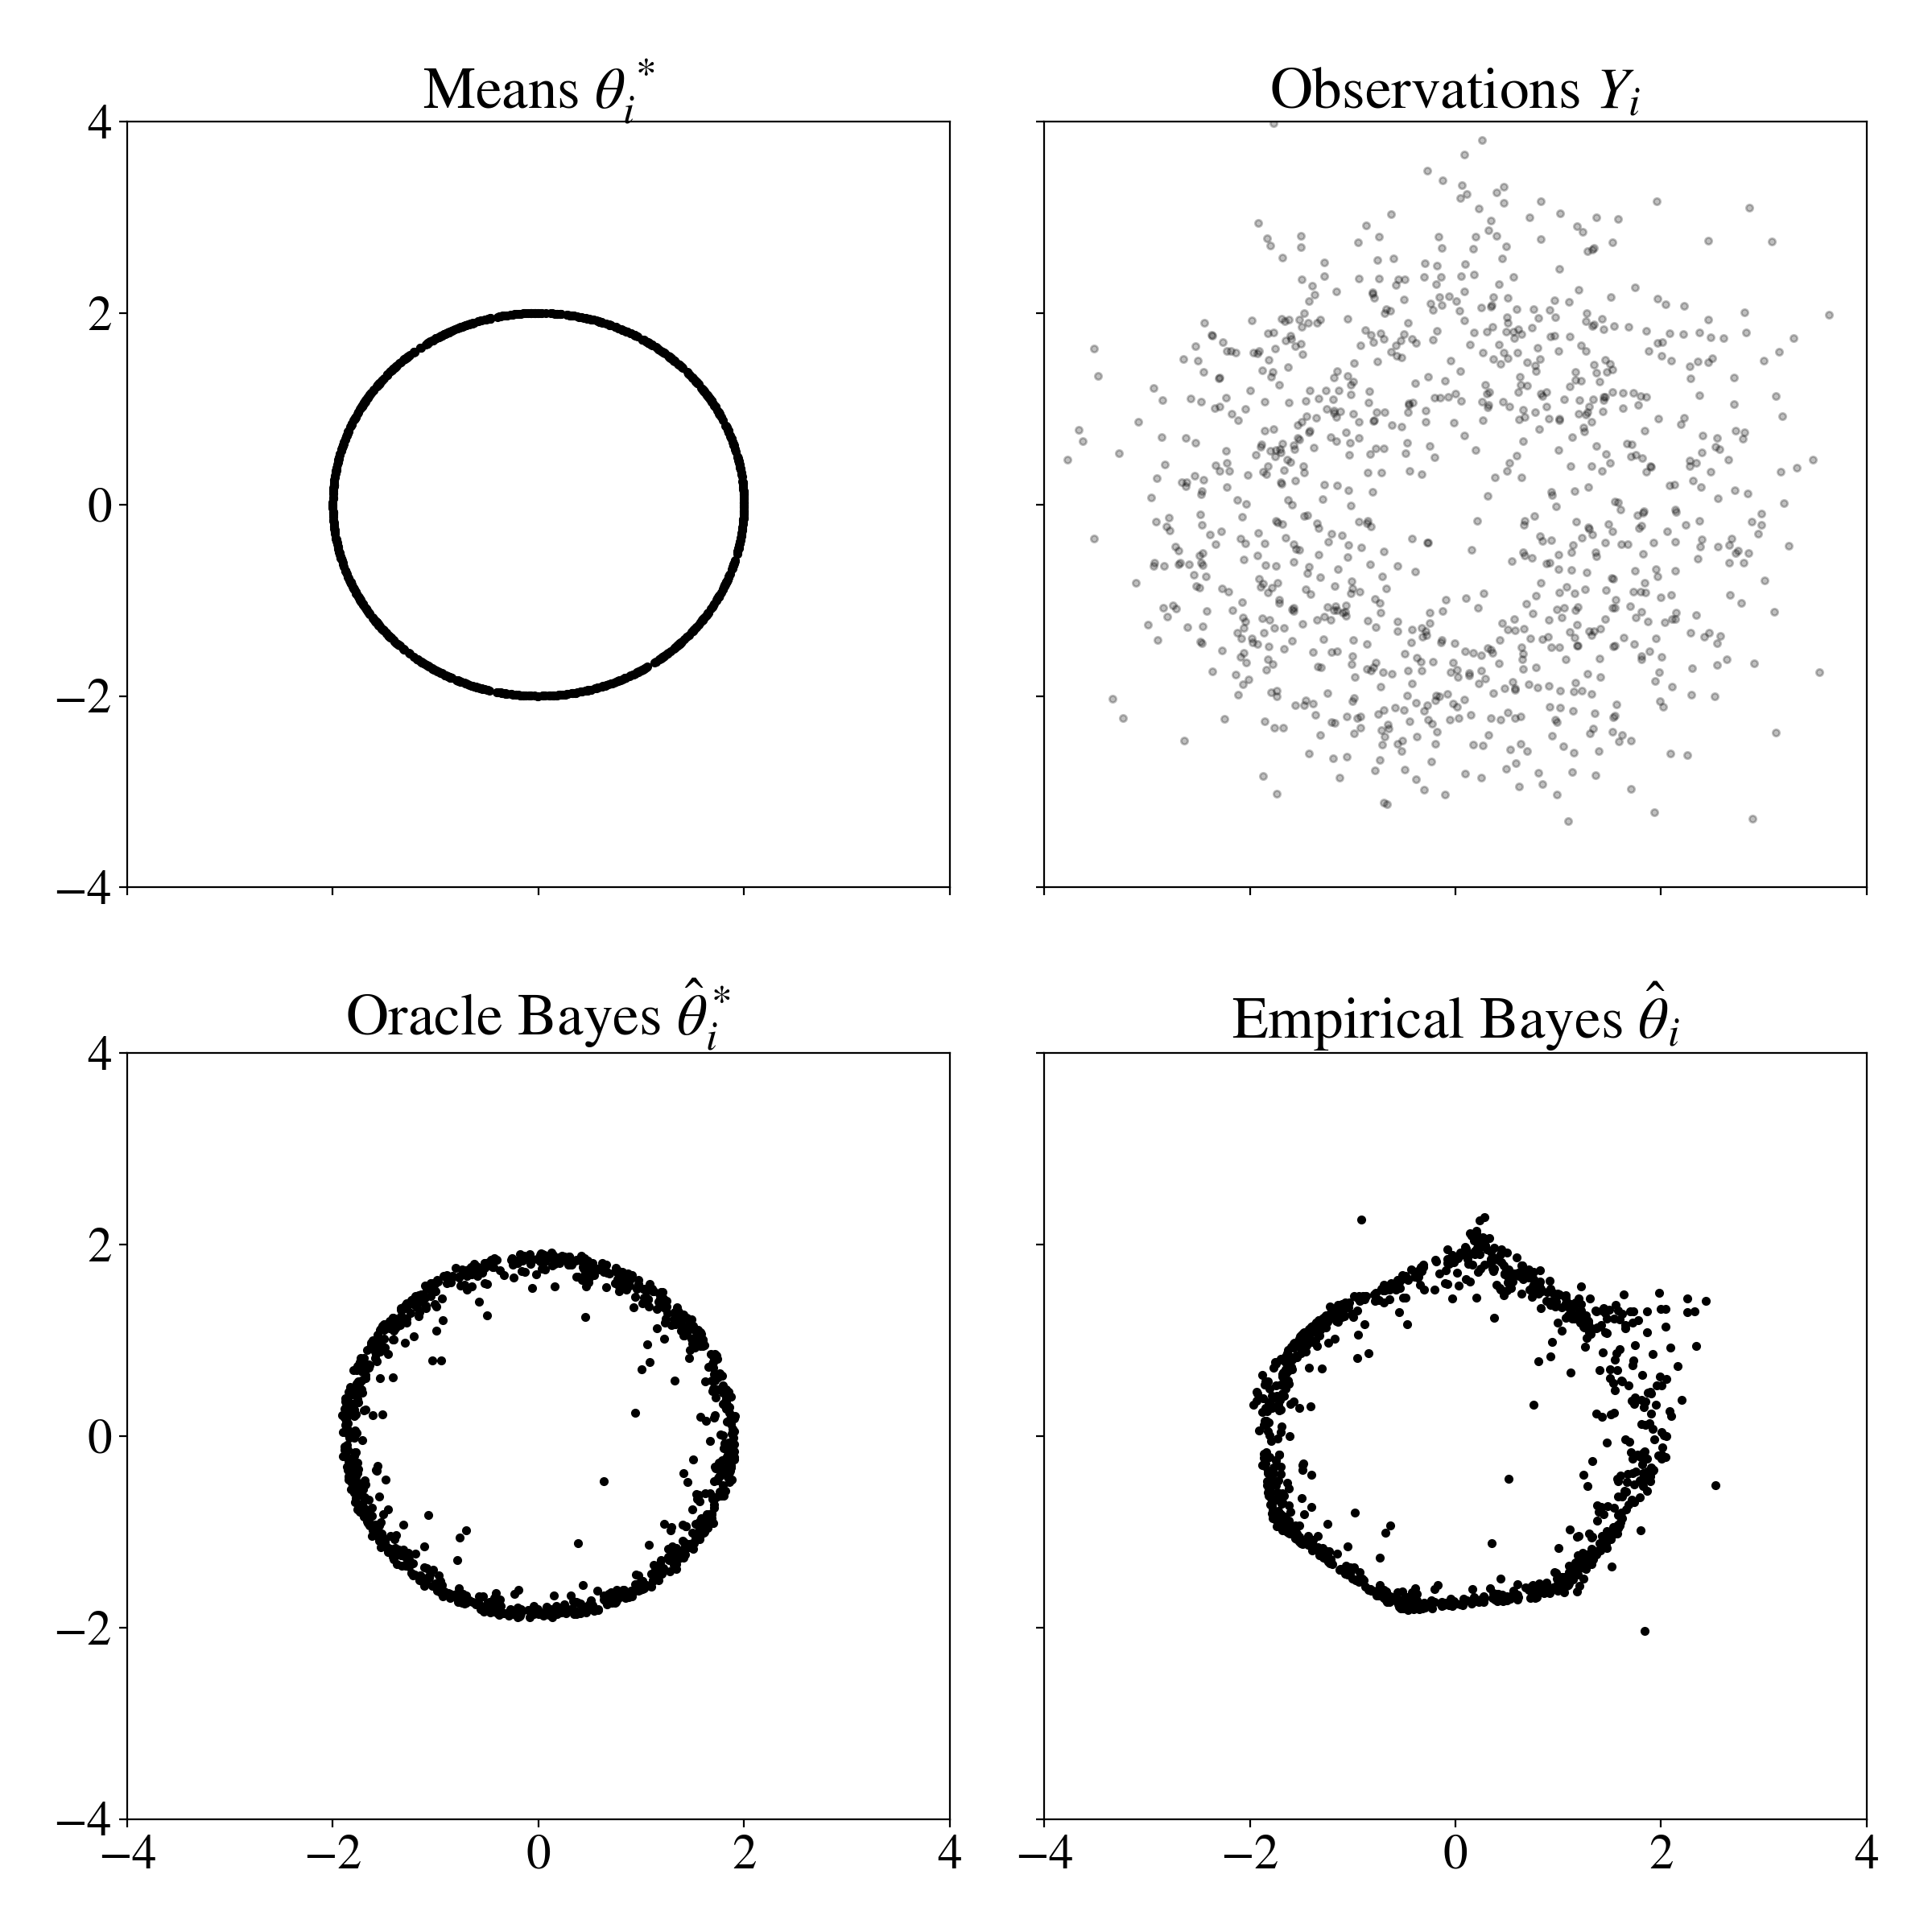 Means θ_i^*
Observations Y_i
4
2
0
−2
−4
Oracle Bayes θ̂_i^*
Empirical Bayes θ̂_i
4
2
0
−2
−4
−4 −2 0 2 4
−4 −2 0 2 4